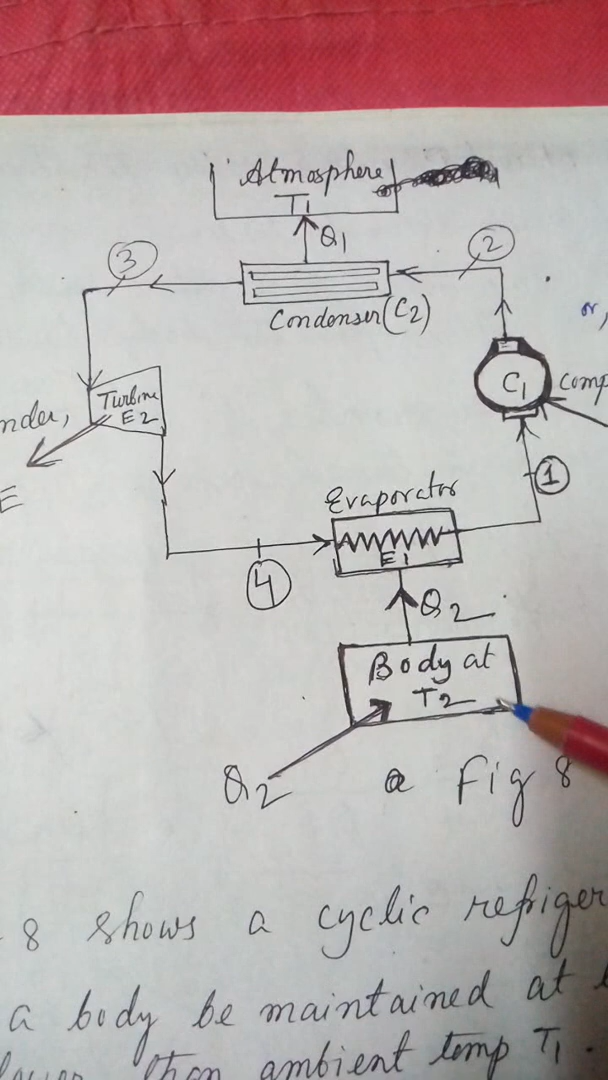 Atmosphere
T1
Q1
3
2
Condenser (C2)
or,
Turbine
E2
C1
comp
nder,
E
1
Evaporator
E1
4
Q2
Body at
T2
Q2
a Fig 8
8 shows a cyclic refriger
a body be maintained at
lower than ambient temp T1.